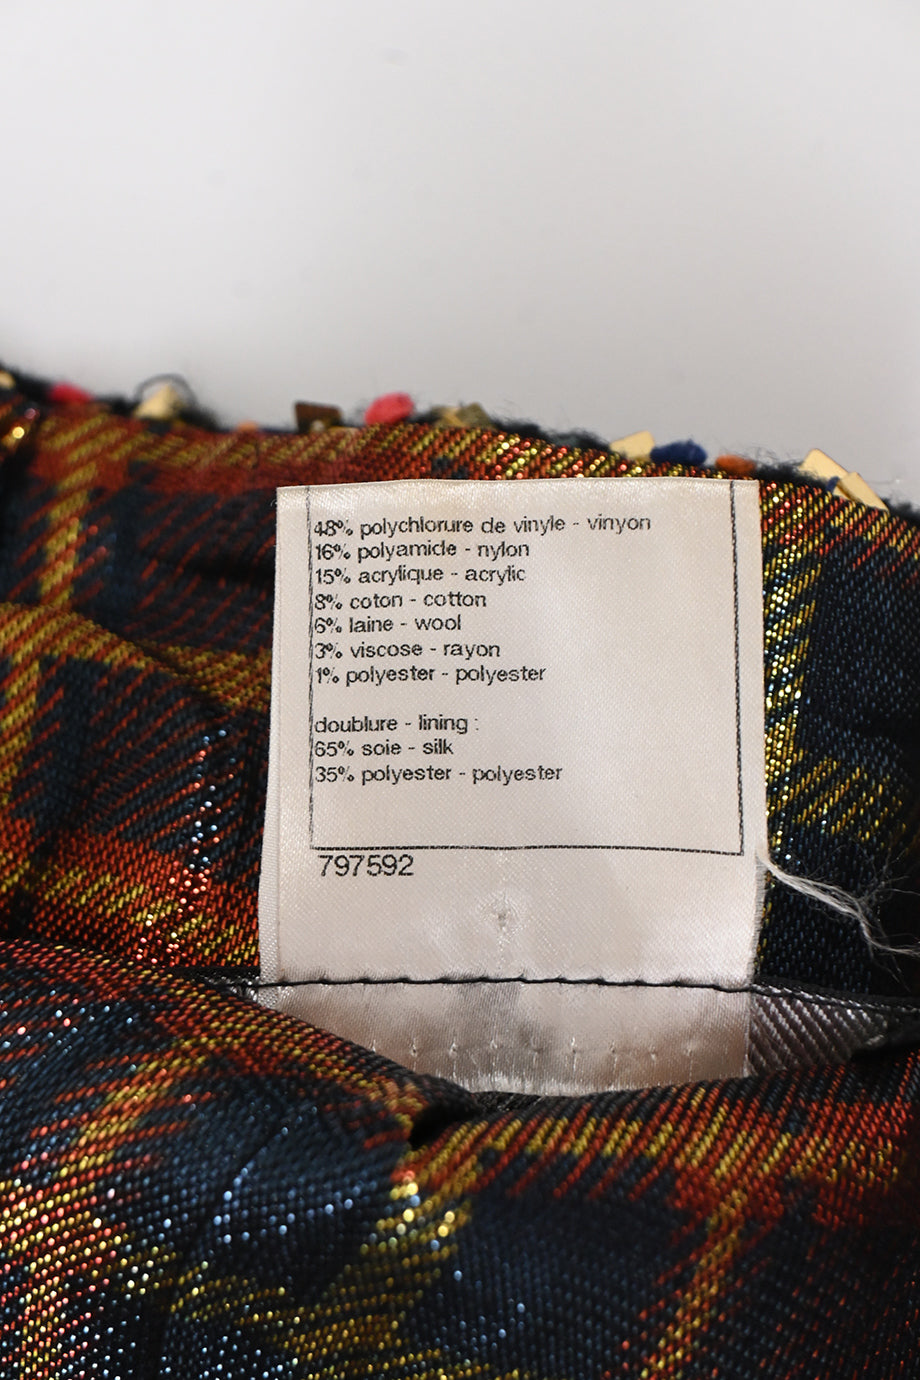 48% polychlorure de vinyle - vinyon
16% polyamide - nylon
15% acrylique - acrylic
8% coton - cotton
6% laine - wool
3% viscose - rayon
1% polyester - polyester
doublure - lining :
65% soie - silk
35% polyester - polyester
797592